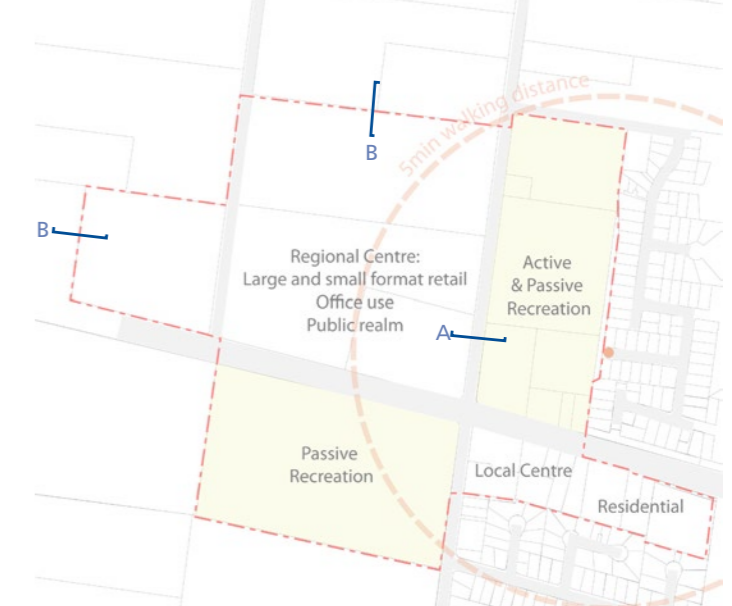 5min walking distance
B
B
Regional Centre:
Large and small format retail
Office use
Public realm
Active
& Passive
Recreation
A
Passive
Recreation
Local Centre
Residential